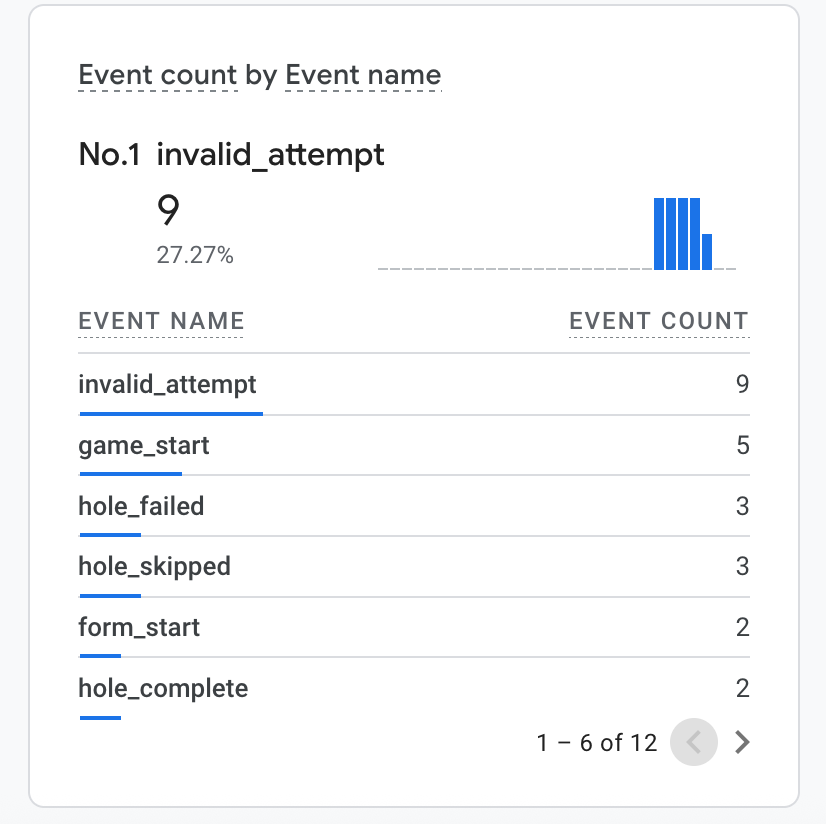 Event count by Event name
No.1 invalid_attempt
9
27.27%
EVENT NAME EVENT COUNT
invalid_attempt 9
game_start 5
hole_failed 3
hole_skipped 3
form_start 2
hole_complete 2
1 – 6 of 12